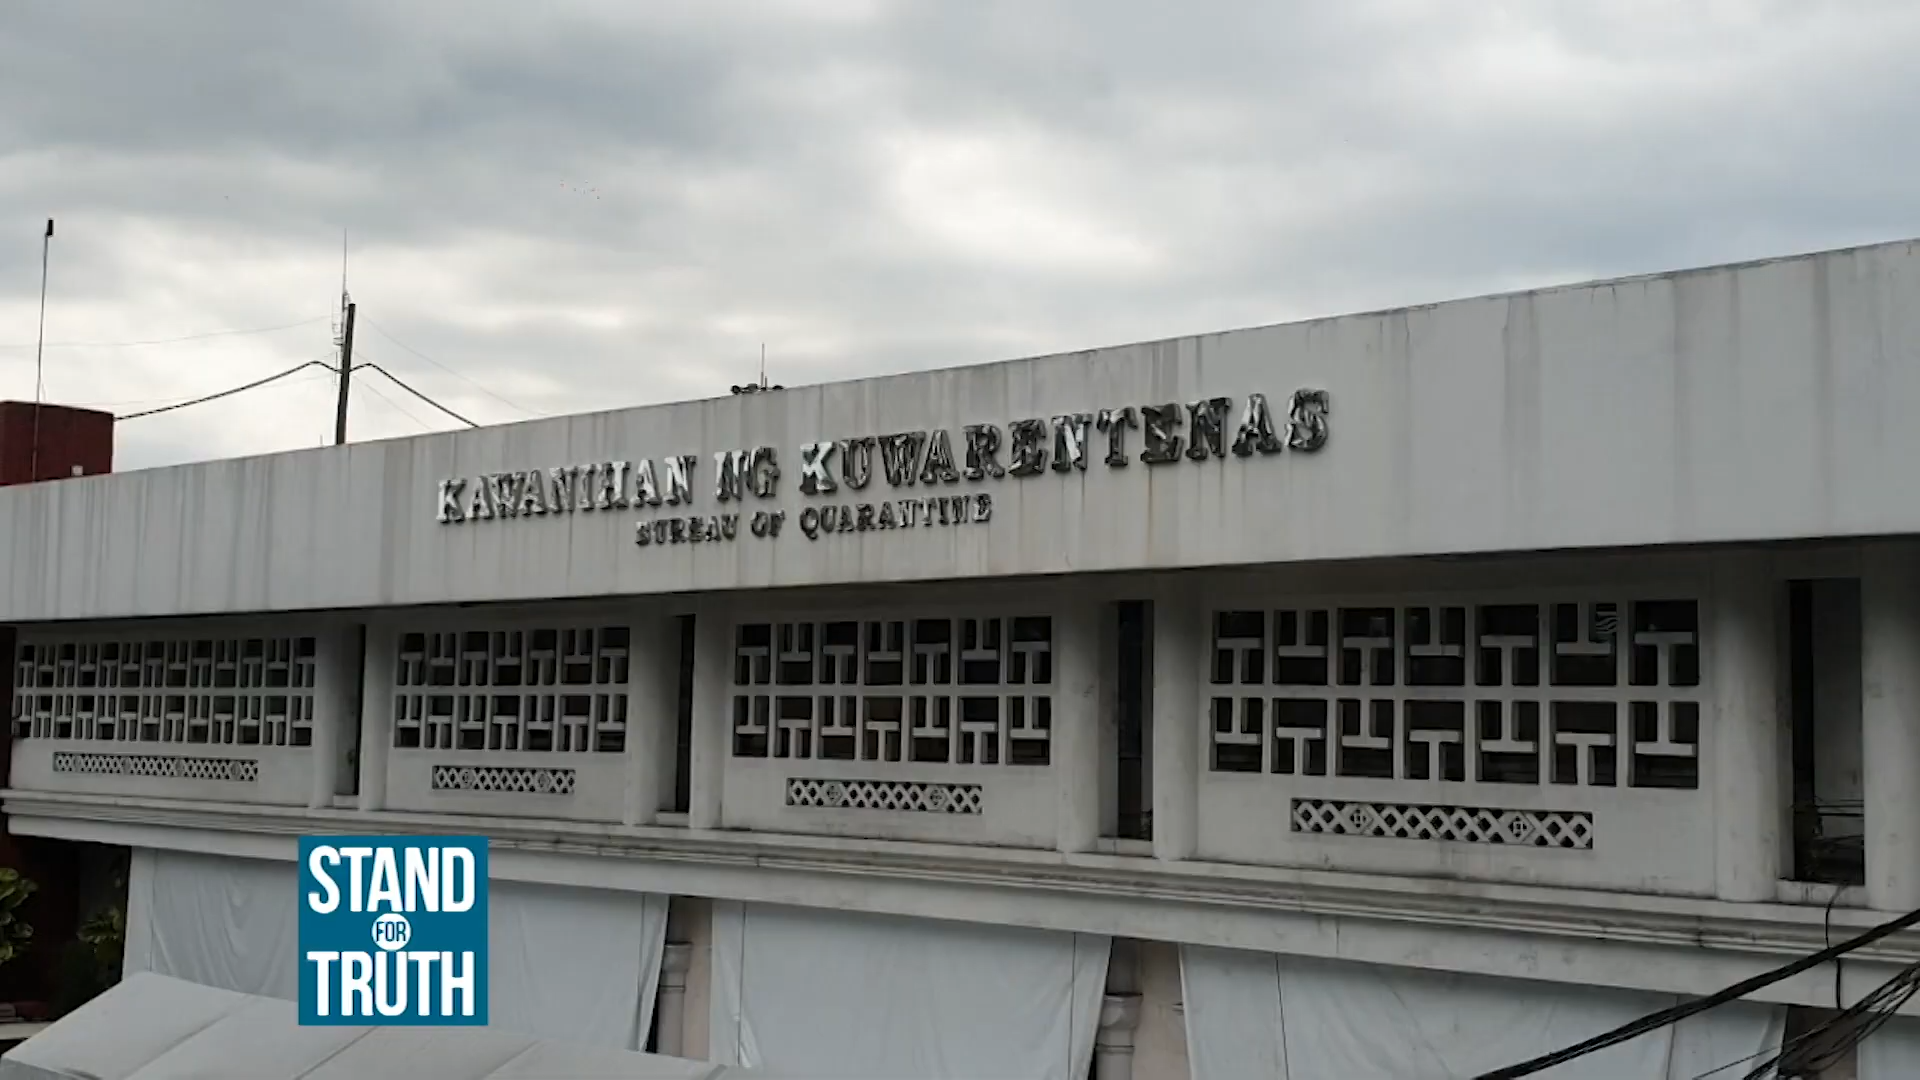 KAWANIHAN NG KUWARENTENAS
BUREAU OF QUARANTINE
STAND
FOR
TRUTH